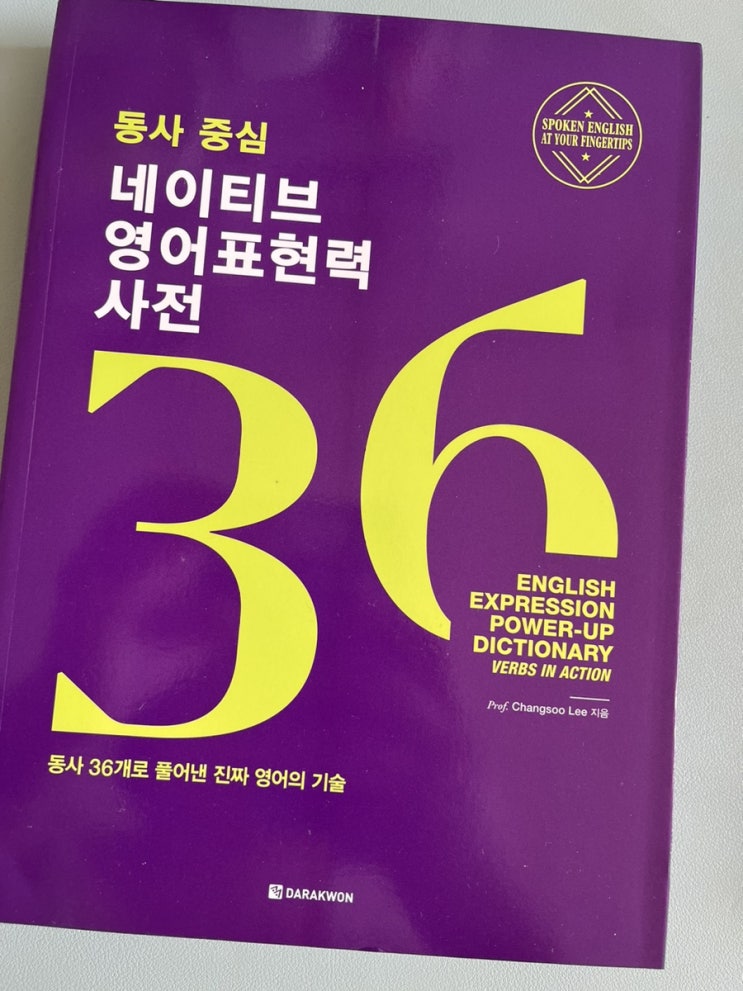 동사 중심
네이티브
영어표현력
사전
SPOKEN ENGLISH
AT YOUR FINGERTIPS
36
ENGLISH
EXPRESSION
POWER-UP
DICTIONARY
VERBS IN ACTION
Prof. Changsoo Lee 지음
동사 36개로 풀어낸 진짜 영어의 기술
DARAKWON